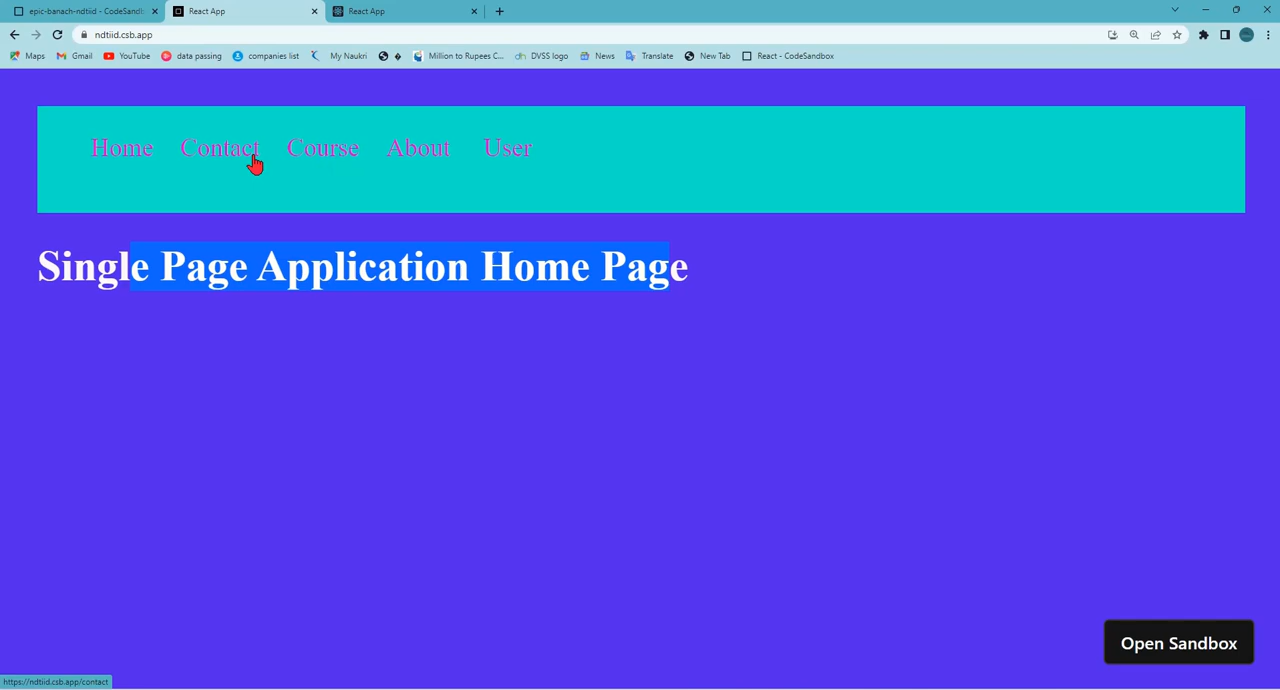 epic-banach-ndtiid - CodeSandb
React App
React App
ndtiid.csb.app
Maps Gmail YouTube data passing companies list My Naukri Million to Rupees C... DVSS logo News Translate New Tab React - CodeSandbox
Home Contact Course About User
Single Page Application Home Page
Open Sandbox
https://ndtiid.csb.app/contact